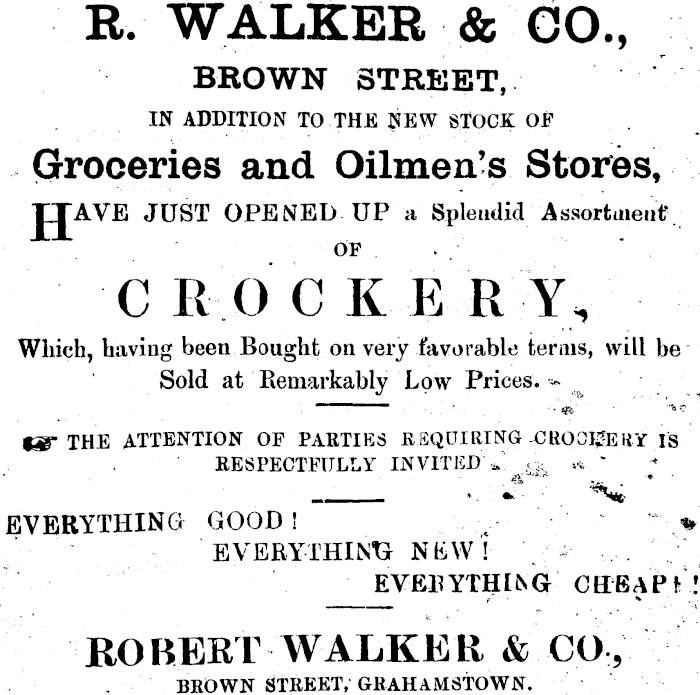 R. WALKER & CO.,
BROWN STREET,
IN ADDITION TO THE NEW STOCK OF
Groceries and Oilmen's Stores,
HAVE JUST OPENED UP a Splendid Assortment
OF
CROCKERY,
Which, having been Bought on very favorable terms, will be
Sold at Remarkably Low Prices.
☞ THE ATTENTION OF PARTIES REQUIRING CROCKERY IS
RESPECTFULLY INVITED
EVERYTHING GOOD!
EVERYTHING NEW!
EVERYTHING CHEAP!!
ROBERT WALKER & CO.,
BROWN STREET, GRAHAMSTOWN.